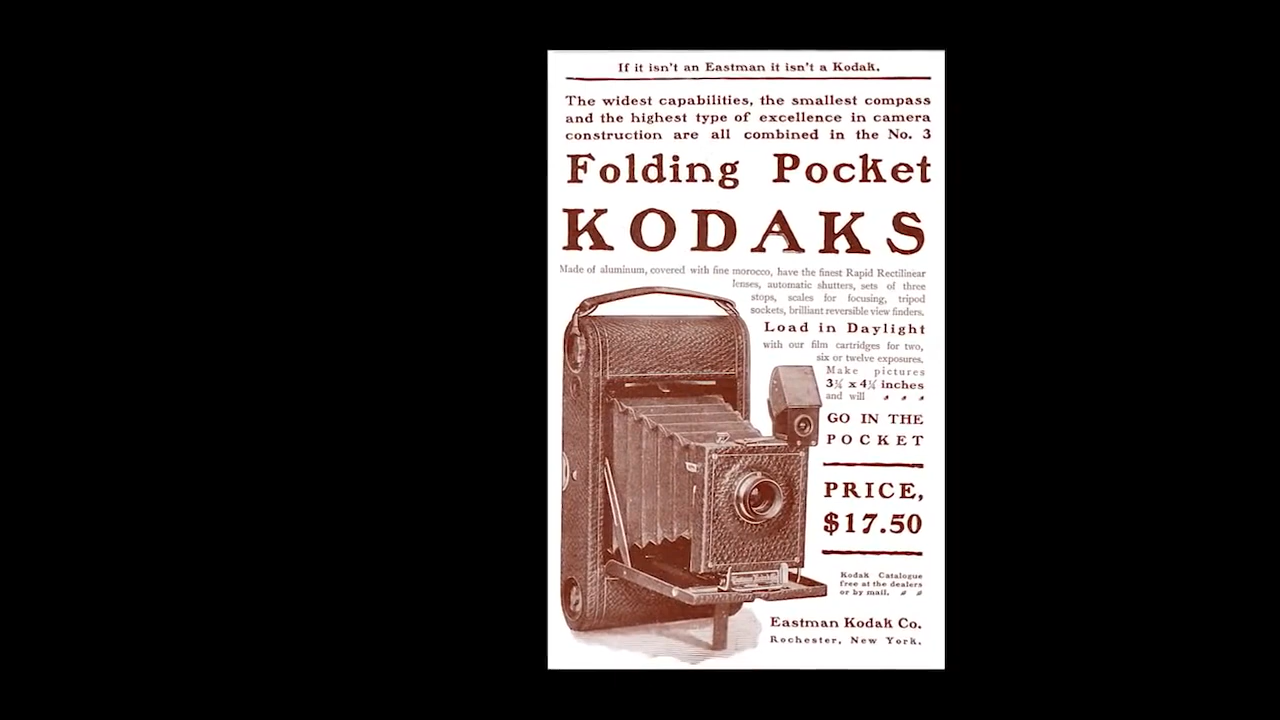 If it isn't an Eastman it isn't a Kodak.
The widest capabilities, the smallest compass
and the highest type of excellence in camera
construction are all combined in the No. 3
Folding Pocket
KODAKS
Made of aluminum, covered with fine morocco, have the finest Rapid Rectilinear
lenses, automatic shutters, sets of three
stops, scales for focusing, tripod
sockets, brilliant reversible view finders.
Load in Daylight
with our film cartridges for two,
six or twelve exposures.
Make pictures
3¼ x 4¼ inches
and will
GO IN THE
POCKET
PRICE,
$17.50
Kodak Catalogue
free at the dealers
or by mail.
Eastman Kodak Co.
Rochester, New York.